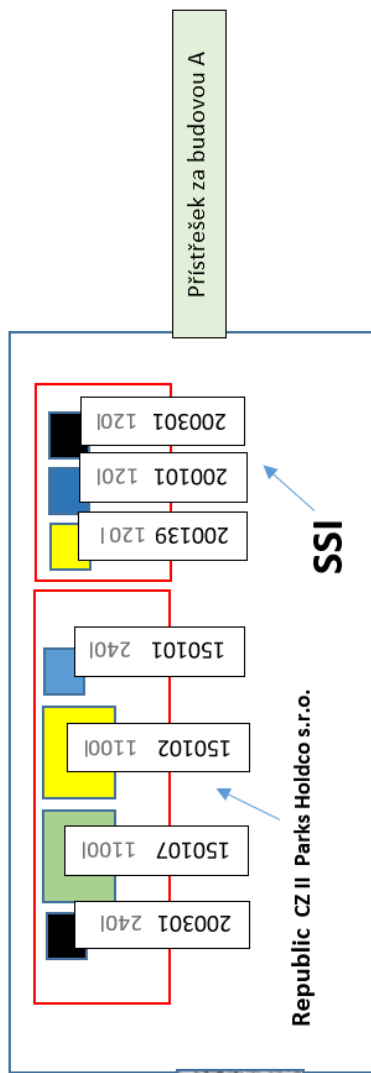 Přístřešek za budovou A
200301 120l
200101 120l
200139 120 l
SSI
150101 240l
150102 1100l
150107 1100l
200301 240l
Republic CZ II Parks Holdco s.r.o.